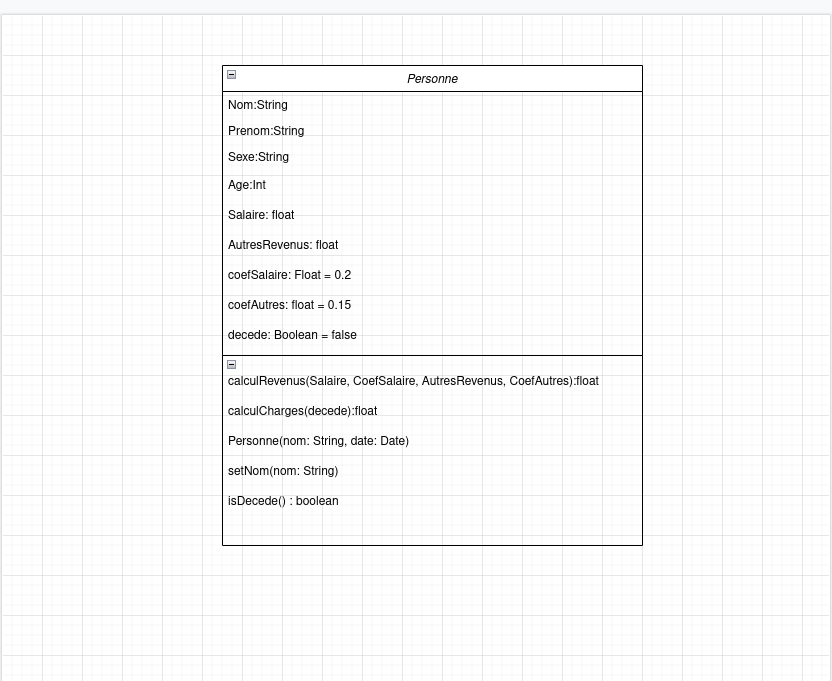 Personne
Nom:String
Prenom:String
Sexe:String
Age:Int
Salaire: float
AutresRevenus: float
coefSalaire: Float = 0.2
coefAutres: float = 0.15
decede: Boolean = false
calculRevenus(Salaire, CoefSalaire, AutresRevenus, CoefAutres):float
calculCharges(decede):float
Personne(nom: String, date: Date)
setNom(nom: String)
isDecede() : boolean